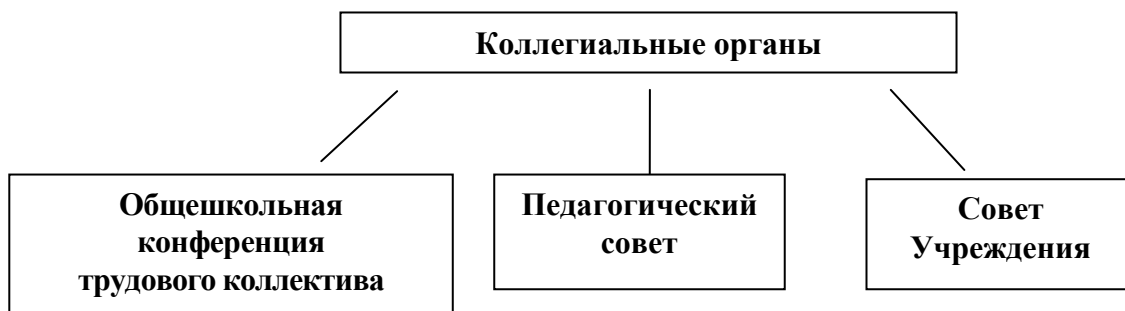 Коллегиальные органы
Общешкольная
конференция
трудового коллектива
Педагогический
совет
Совет
Учреждения